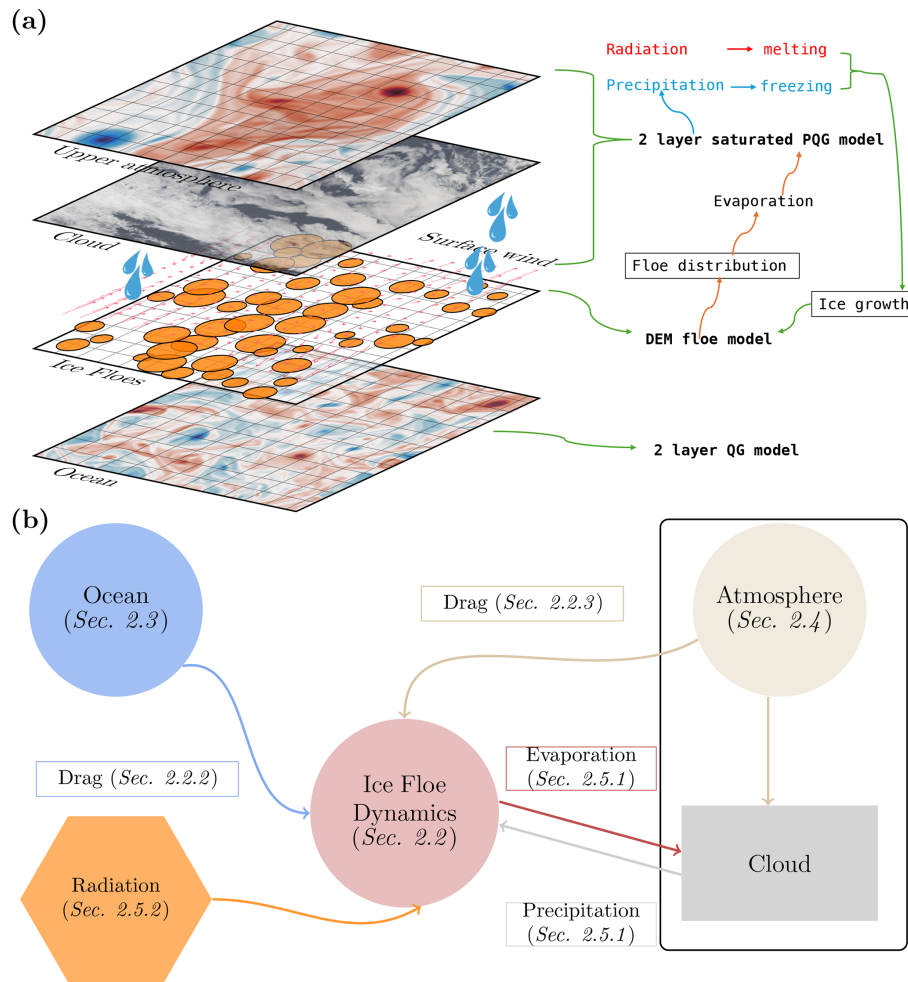 (a)
Radiation
melting
Precipitation
freezing
2 layer saturated PQG model
Upper atmosphere
Evaporation
Cloud
Surface wind
Floe distribution
Ice growth
DEM floe model
Ice Floes
2 layer QG model
Ocean
(b)
Ocean
(Sec. 2.3)
Drag (Sec. 2.2.3)
Atmosphere
(Sec. 2.4)
Drag (Sec. 2.2.2)
Ice Floe
Dynamics
(Sec. 2.2)
Evaporation
(Sec. 2.5.1)
Cloud
Radiation
(Sec. 2.5.2)
Precipitation
(Sec. 2.5.1)